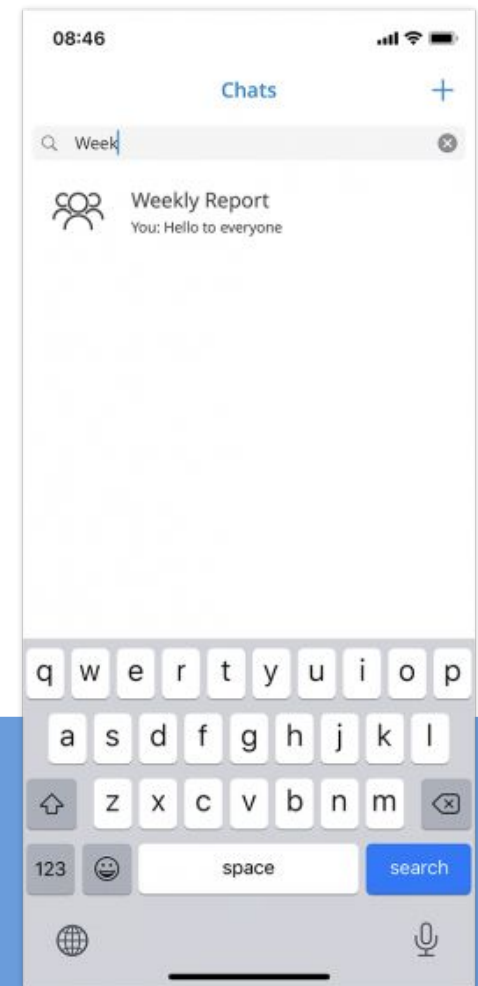 08:46
Chats
Week
Weekly Report
You: Hello to everyone
q w e r t y u i o p
a s d f g h j k l
z x c v b n m
123 space search